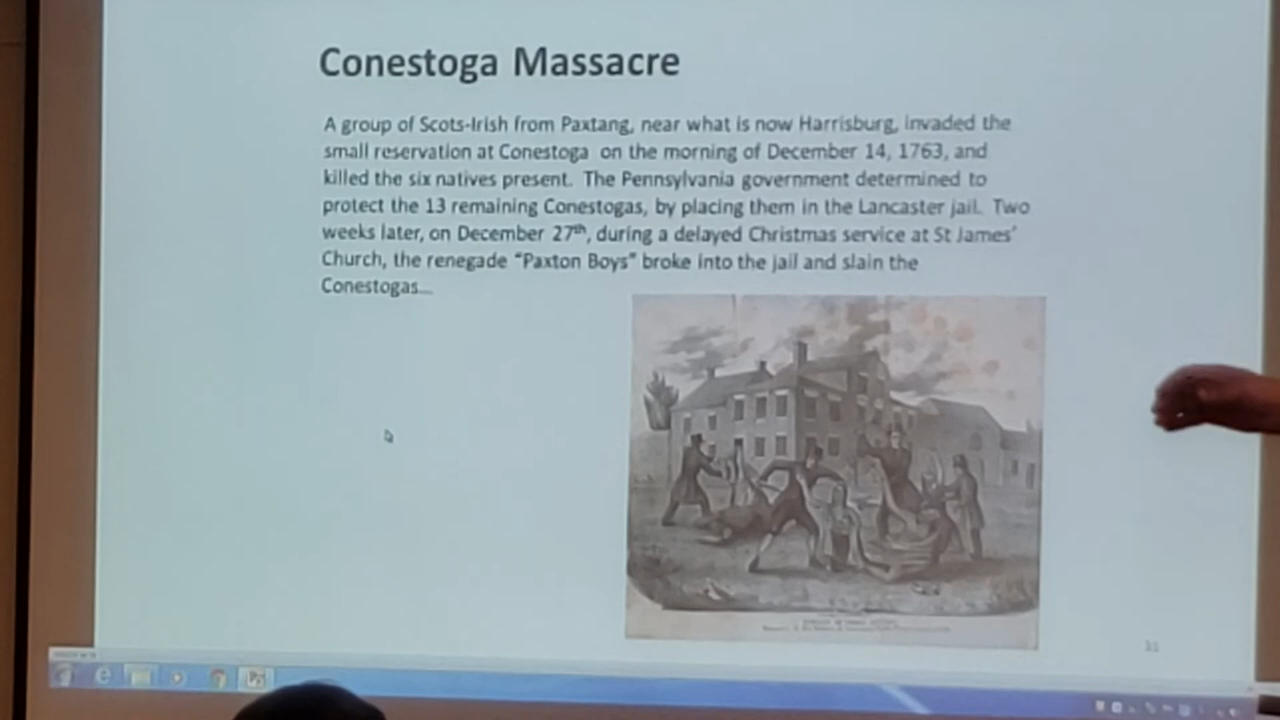 Conestoga Massacre
A group of Scots-Irish from Paxtang, near what is now Harrisburg, invaded the
small reservation at Conestoga on the morning of December 14, 1763, and
killed the six natives present. The Pennsylvania government determined to
protect the 13 remaining Conestogas, by placing them in the Lancaster jail. Two
weeks later, on December 27th, during a delayed Christmas service at St James'
Church, the renegade "Paxton Boys" broke into the jail and slain the
Conestogas...